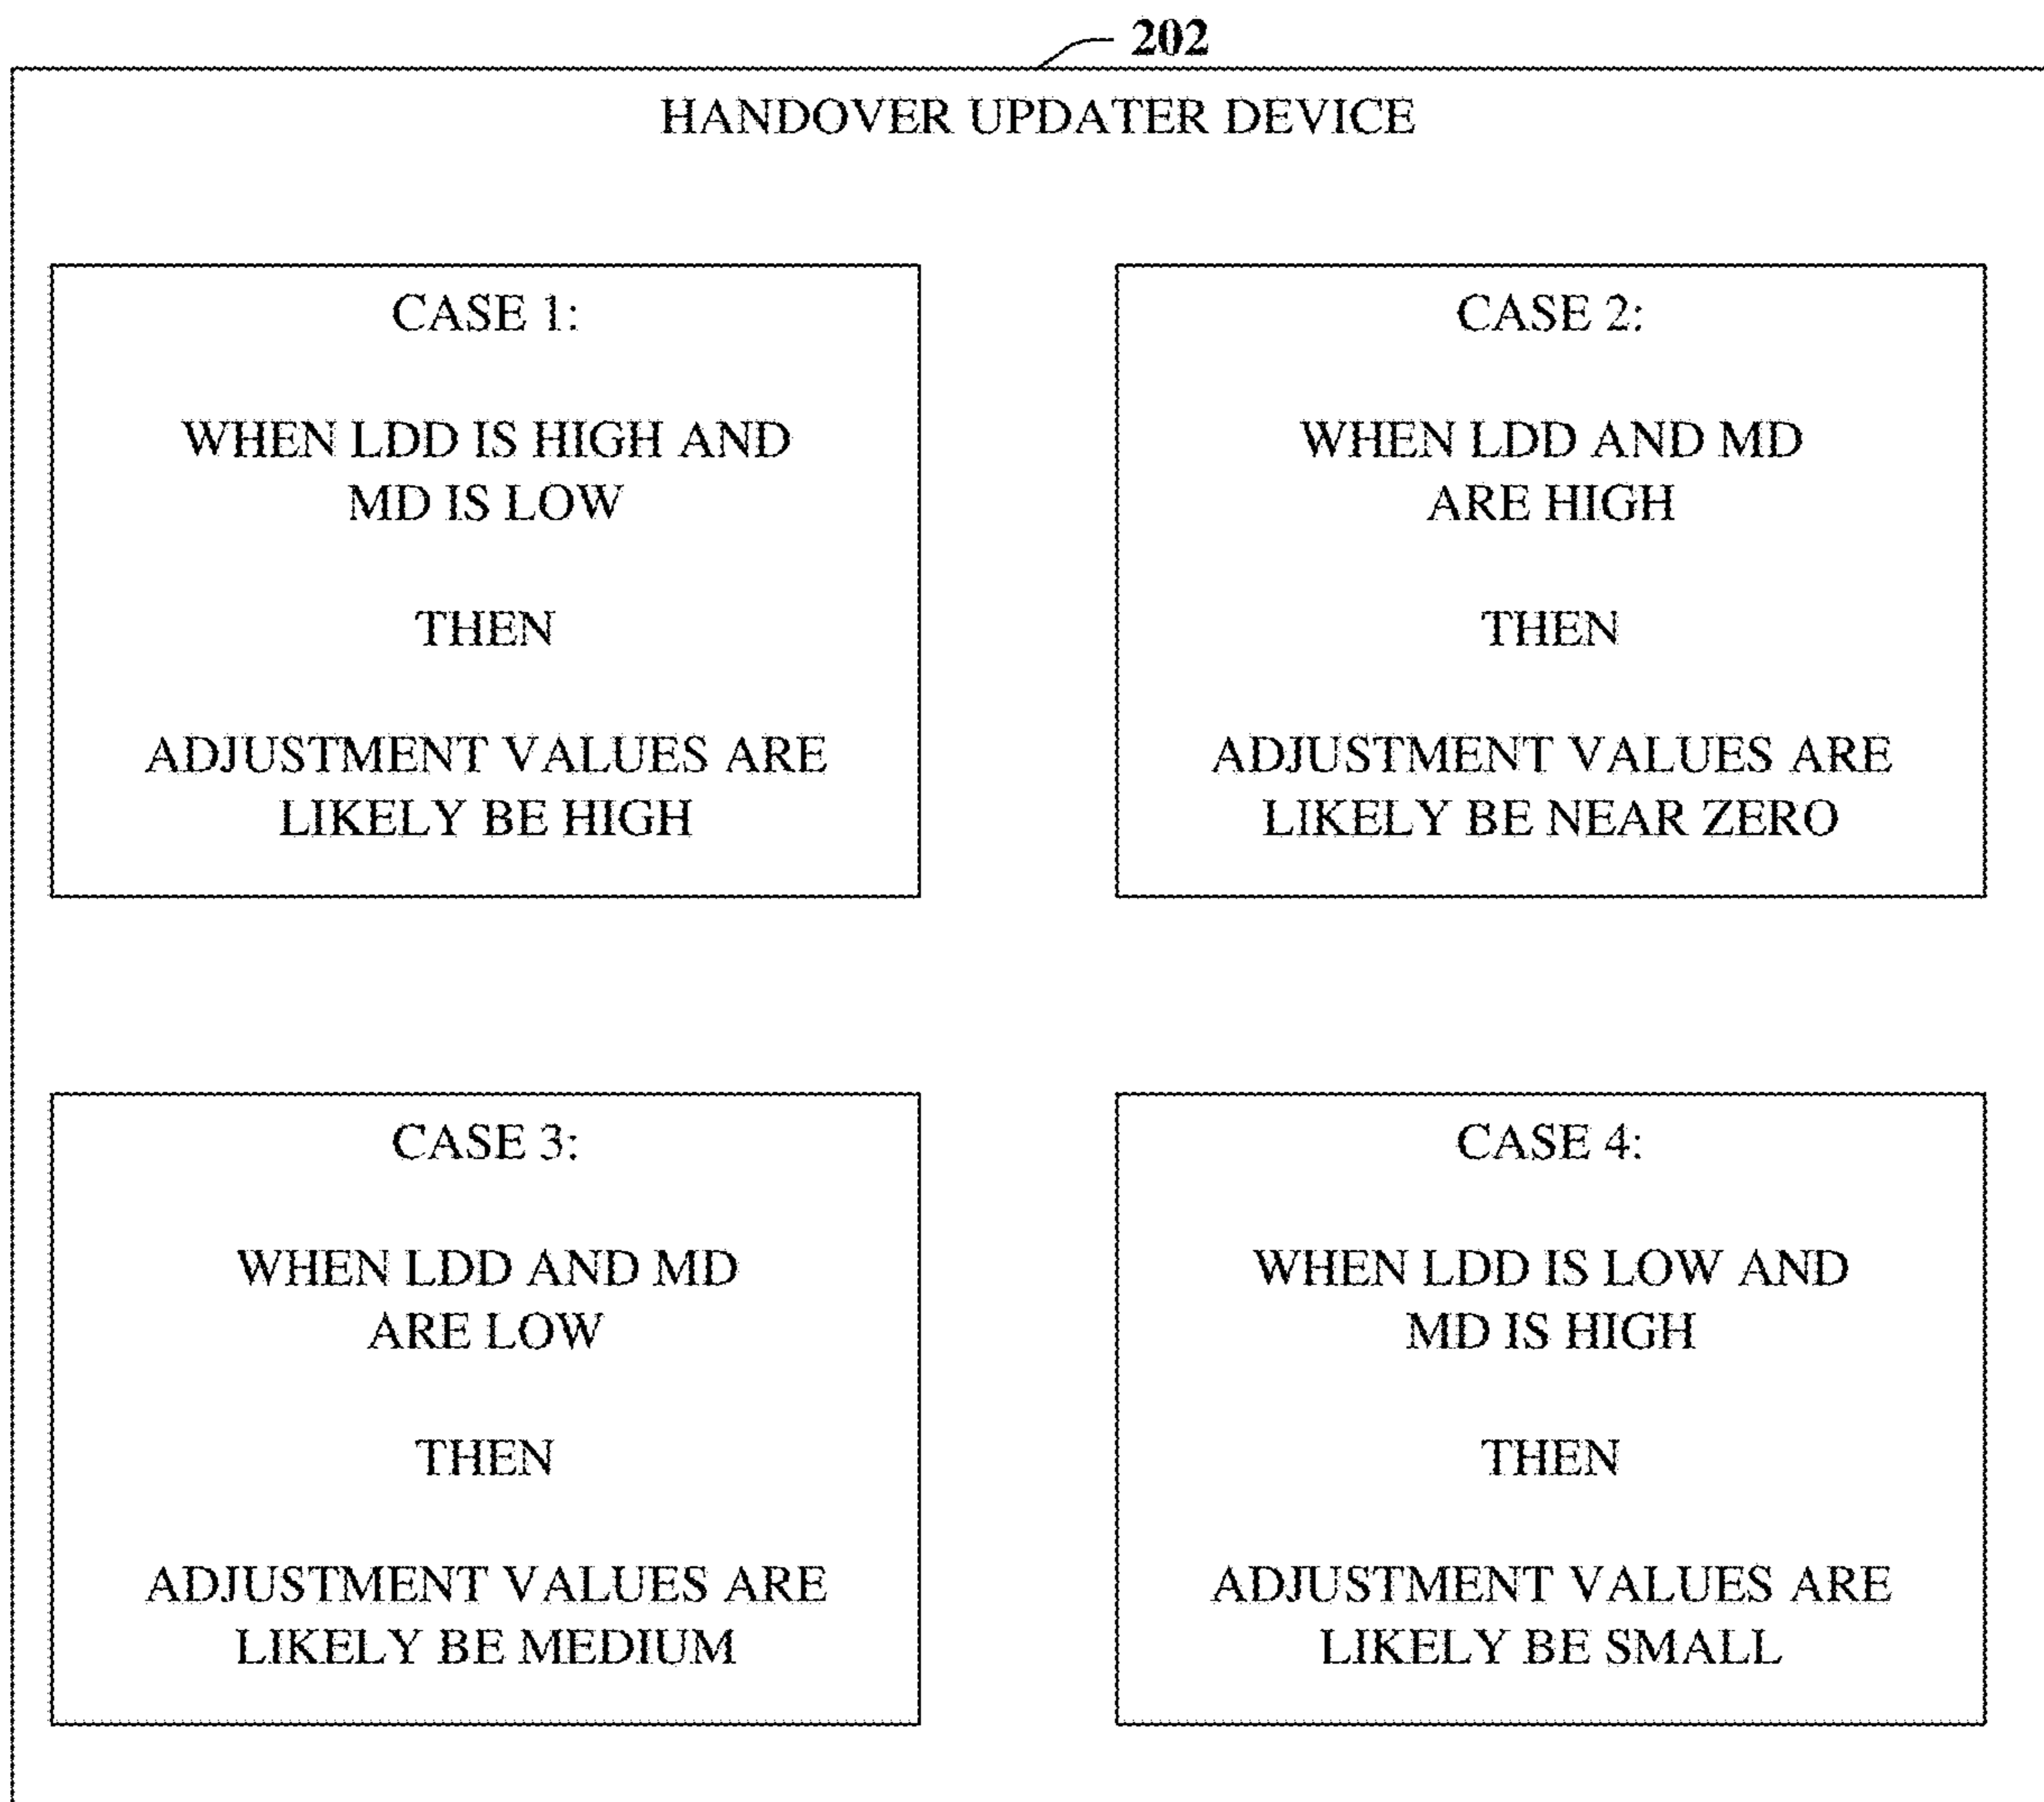 202
HANDOVER UPDATER DEVICE
CASE 1:
WHEN LDD IS HIGH AND
MD IS LOW
THEN
ADJUSTMENT VALUES ARE
LIKELY BE HIGH
CASE 2:
WHEN LDD AND MD
ARE HIGH
THEN
ADJUSTMENT VALUES ARE
LIKELY BE NEAR ZERO
CASE 3:
WHEN LDD AND MD
ARE LOW
THEN
ADJUSTMENT VALUES ARE
LIKELY BE MEDIUM
CASE 4:
WHEN LDD IS LOW AND
MD IS HIGH
THEN
ADJUSTMENT VALUES ARE
LIKELY BE SMALL